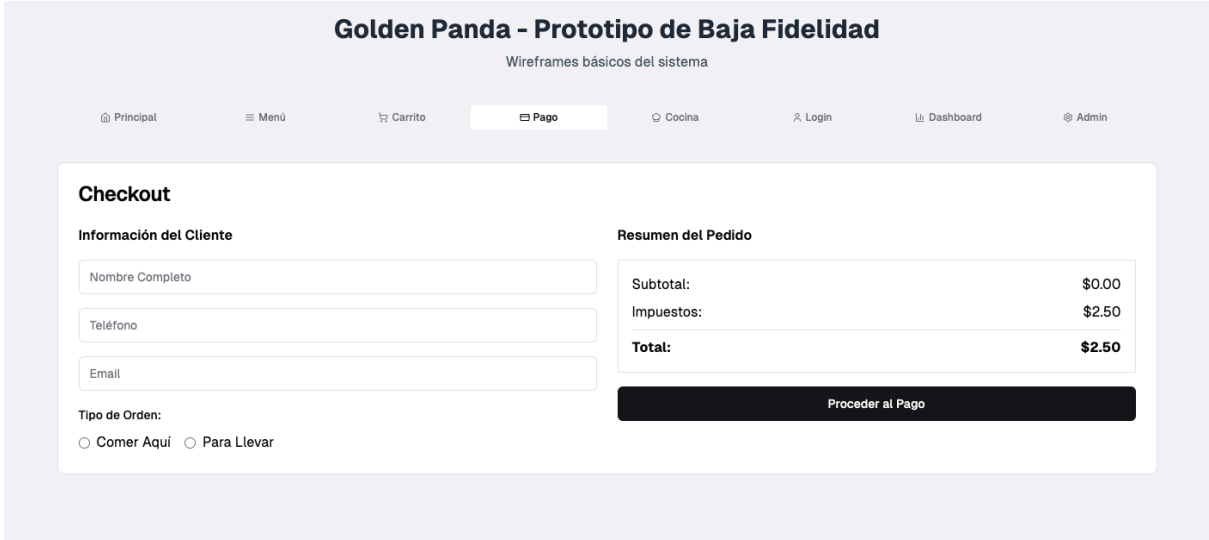 Golden Panda - Prototipo de Baja Fidelidad
Wireframes básicos del sistema
Principal Menú Carrito Pago Cocina Login Dashboard Admin
Checkout
Información del Cliente
Nombre Completo
Teléfono
Email
Tipo de Orden:
Comer Aquí Para Llevar
Resumen del Pedido
Subtotal: $0.00
Impuestos: $2.50
Total: $2.50
Proceder al Pago